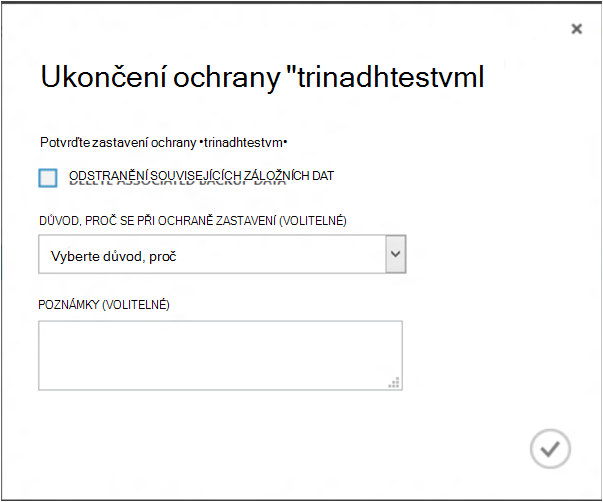 Ukončení ochrany "trinadhtestvml
Potvrďte zastavení ochrany •trinadhtestvm•
ODSTRANĚNÍ SOUVISEJÍCÍCH ZÁLOŽNÍCH DAT
DELETE ASSOCIATED BACKUP DATA
DŮVOD, PROČ SE PŘI OCHRANĚ ZASTAVENÍ (VOLITELNÉ)
Vyberte důvod, proč
POZNÁMKY (VOLITELNÉ)